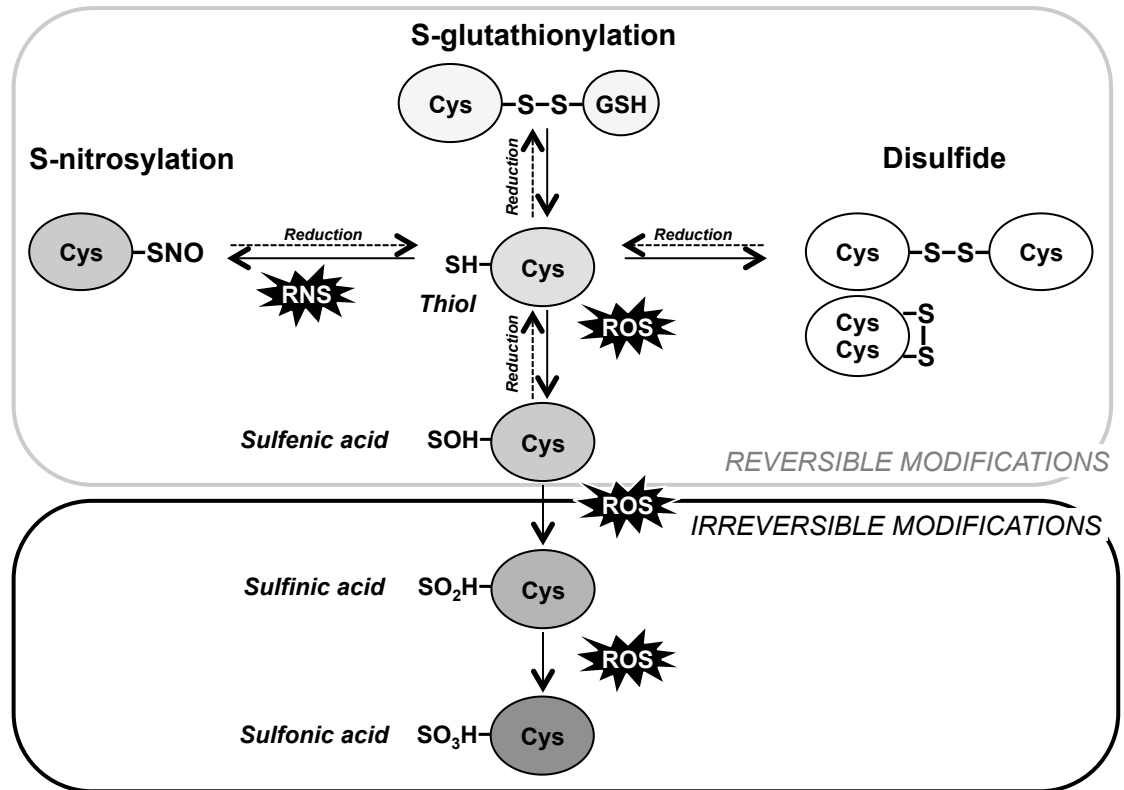 S-glutathionylation
Cys –S–S– GSH
S-nitrosylation
Disulfide
Reduction
Cys –SNO
Reduction
RNS
SH– Cys
Thiol
Reduction
Cys –S–S– Cys
Cys –S
Cys –S
ROS
Reduction
Sulfenic acid SOH– Cys
REVERSIBLE MODIFICATIONS
ROS
IRREVERSIBLE MODIFICATIONS
Sulfinic acid SO₂H– Cys
ROS
Sulfonic acid SO₃H– Cys